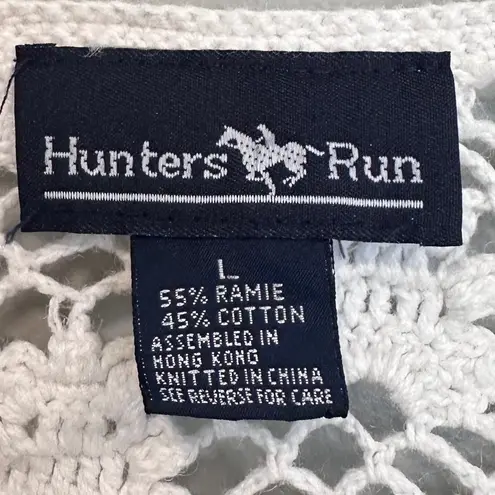 Hunters Run
L
55% RAMIE
45% COTTON
ASSEMBLED IN
HONG KONG
KNITTED IN CHINA
SEE REVERSE FOR CARE